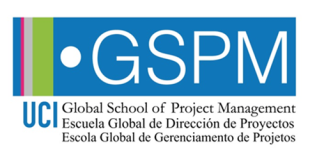 GSPM
UCI
Global School of Project Management
Escuela Global de Dirección de Proyectos
Escola Global de Gerenciamento de Projetos